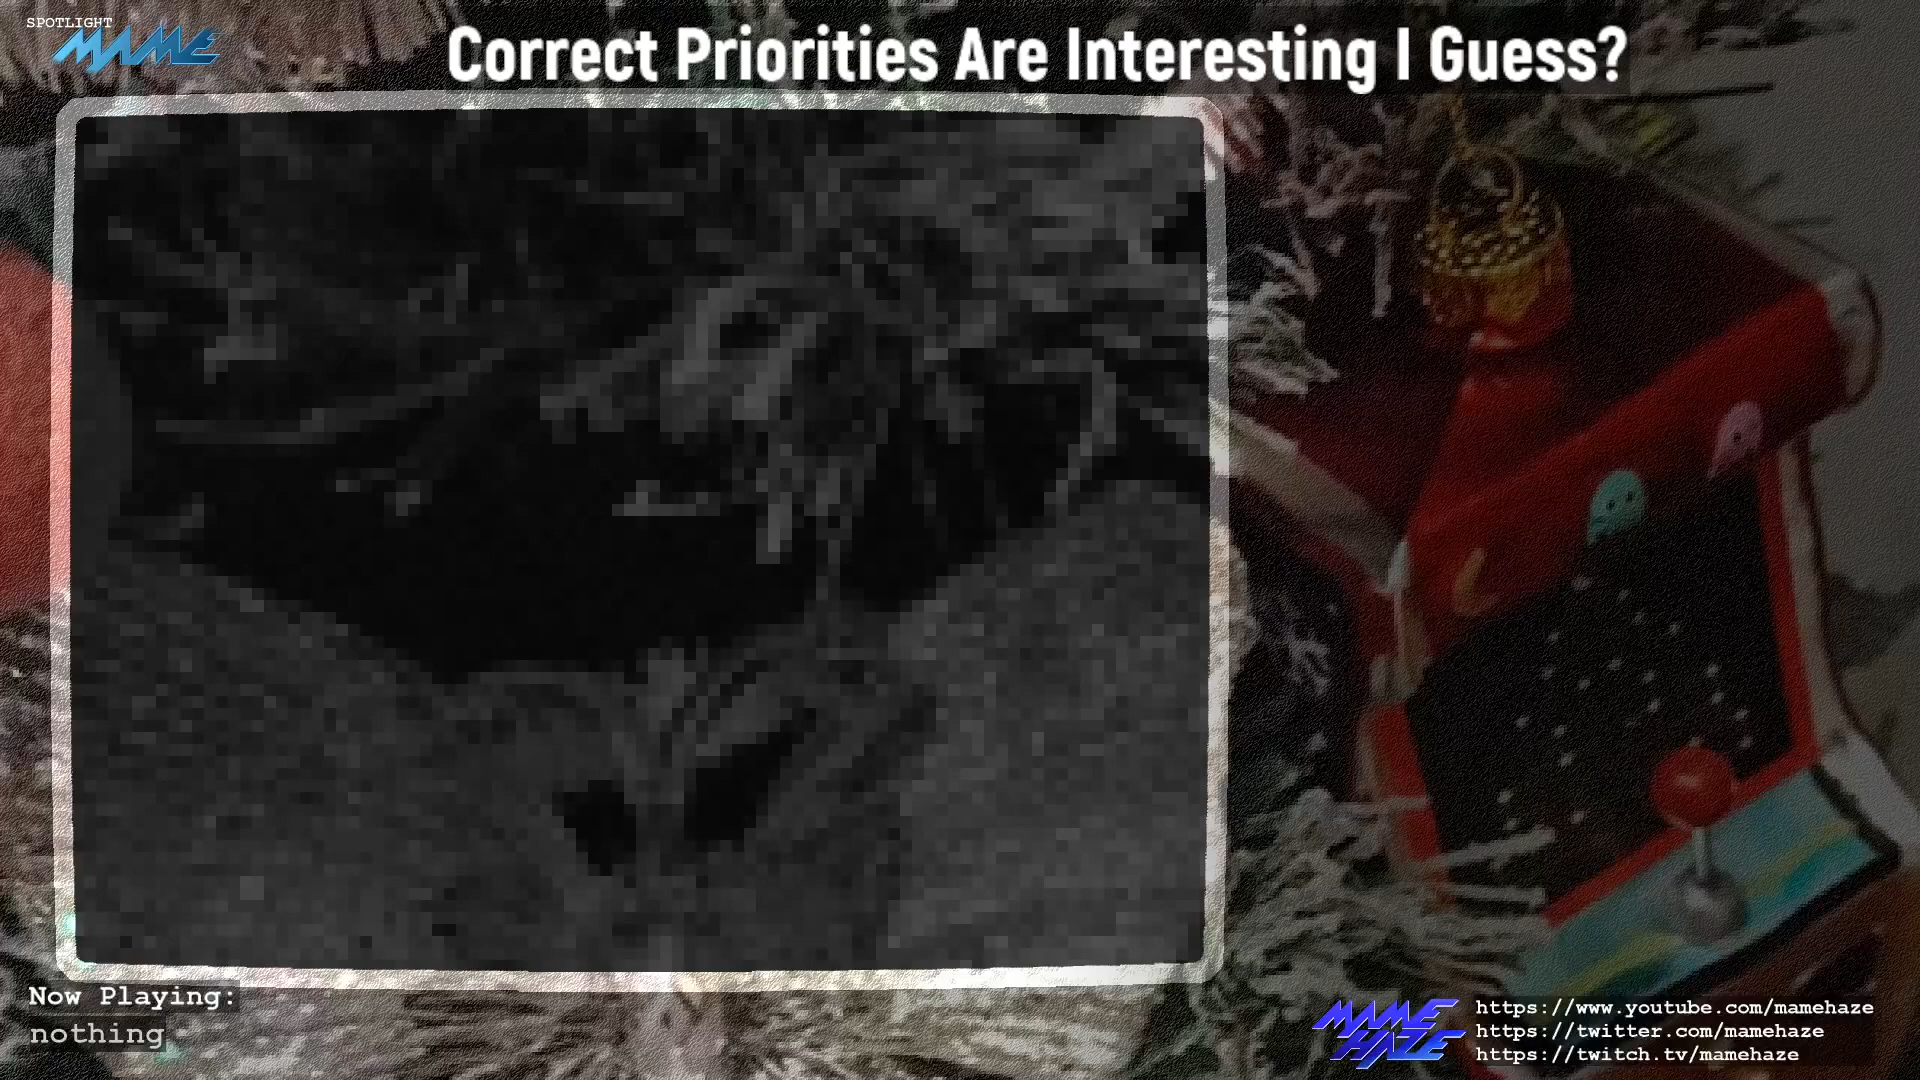 SPOTLIGHT
MAME
Correct Priorities Are Interesting I Guess?
Now Playing:
nothing
MAME
HAZE
https://www.youtube.com/mamehaze
https://twitter.com/mamehaze
https://twitch.tv/mamehaze